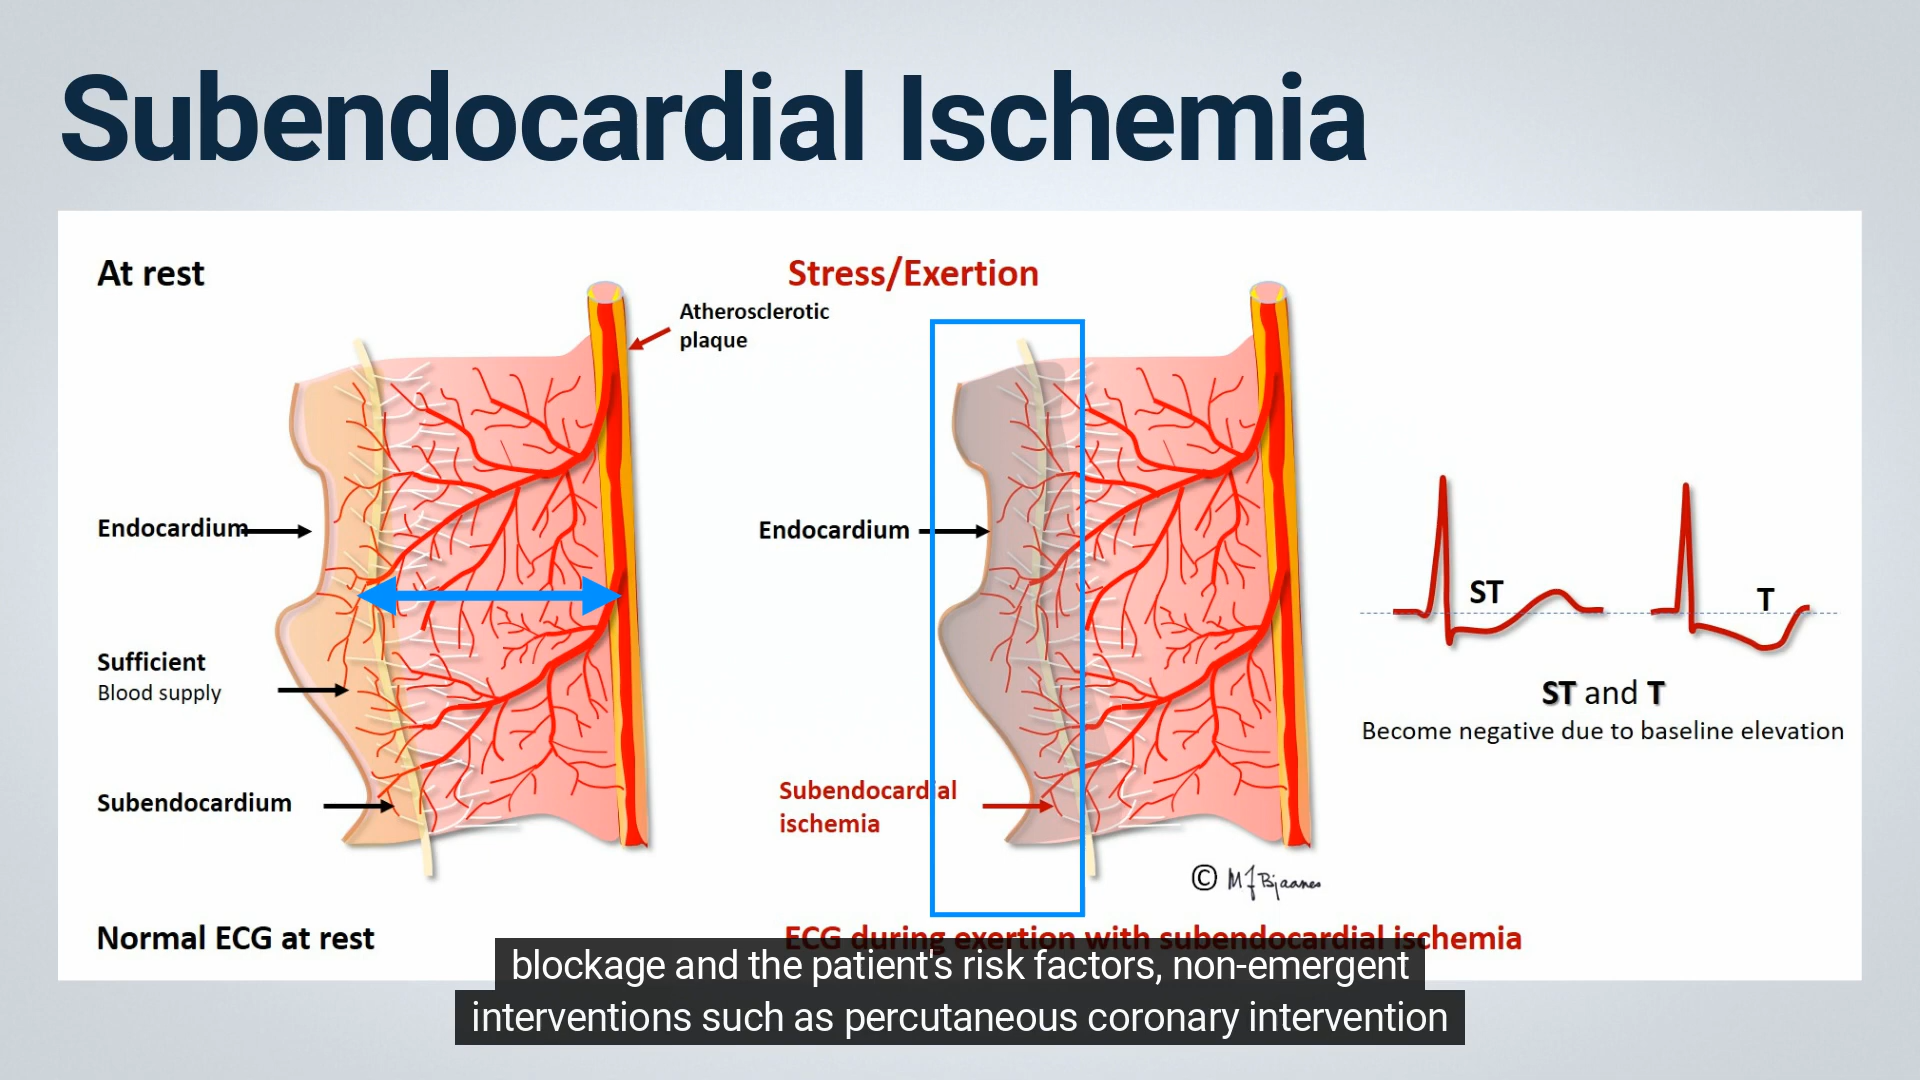 Subendocardial Ischemia
At rest
Stress/Exertion
Atherosclerotic
plaque
Endocardium
Endocardium
ST
T
Sufficient
Blood supply
ST and T
Become negative due to baseline elevation
Subendocardium
Subendocardial
ischemia
© MJ Bjaanes
Normal ECG at rest
ECG during exertion with subendocardial ischemia
blockage and the patient's risk factors, non-emergent
interventions such as percutaneous coronary intervention